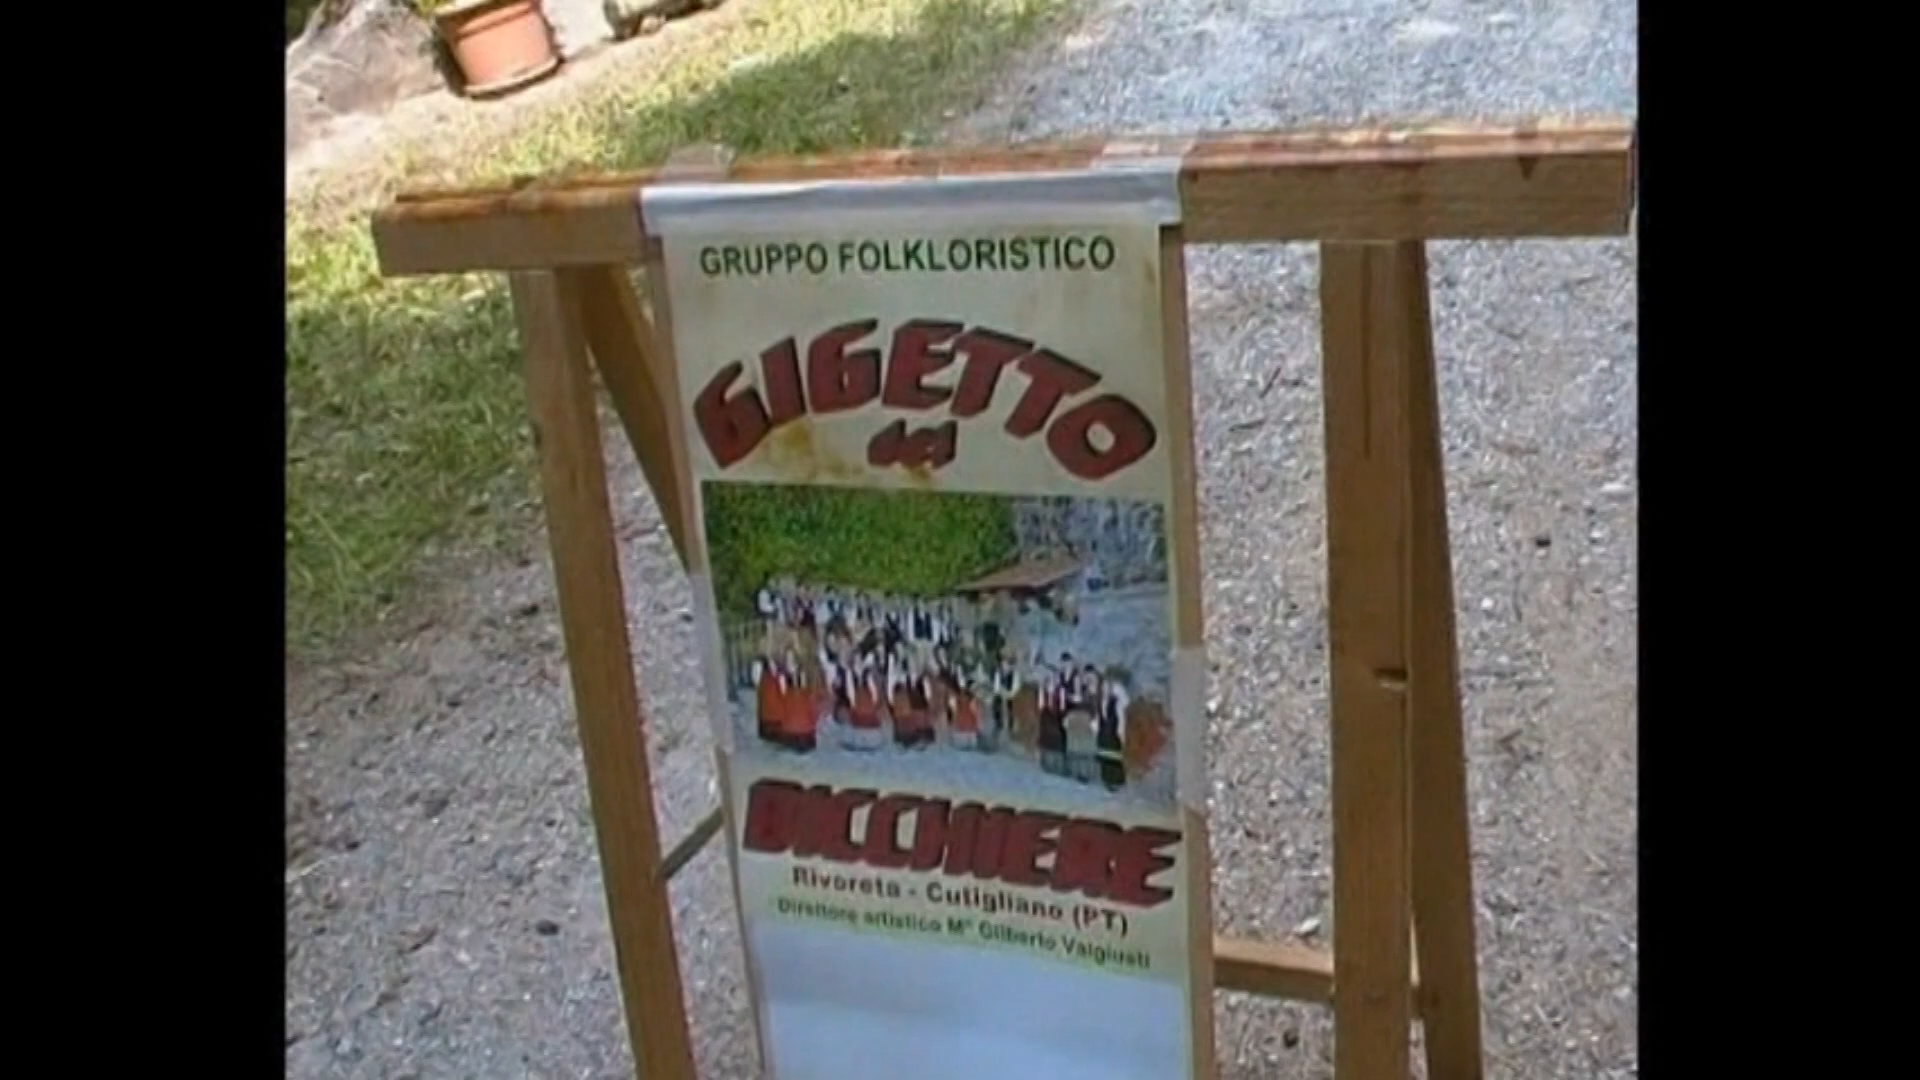 GRUPPO FOLKLORISTICO
GIGETTO
del
BICCHIERE
Rivoreta - Cutigliano (PT)
Direttore artistico M° Gilberto Valgiusti